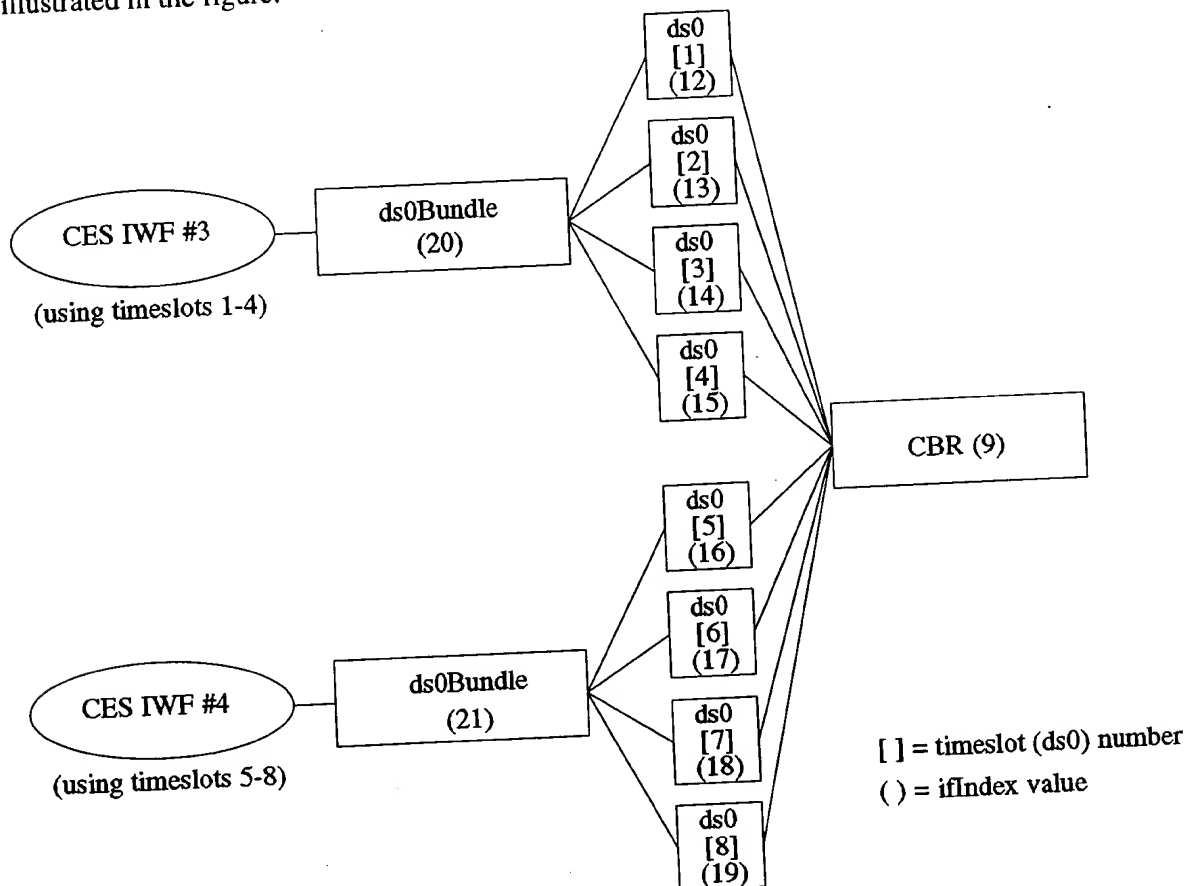 illustrated in the figure.
ds0
[1]
(12)
ds0
[2]
(13)
CES IWF #3
ds0Bundle
(20)
(using timeslots 1-4)
ds0
[3]
(14)
ds0
[4]
(15)
CBR (9)
ds0
[5]
(16)
ds0
[6]
(17)
CES IWF #4
ds0Bundle
(21)
(using timeslots 5-8)
ds0
[7]
(18)
ds0
[8]
(19)
[ ] = timeslot (ds0) number
( ) = ifIndex value